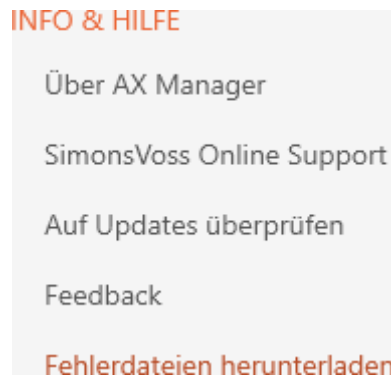 INFO & HILFE
Über AX Manager
SimonsVoss Online Support
Auf Updates überprüfen
Feedback
Fehlerdateien herunterladen